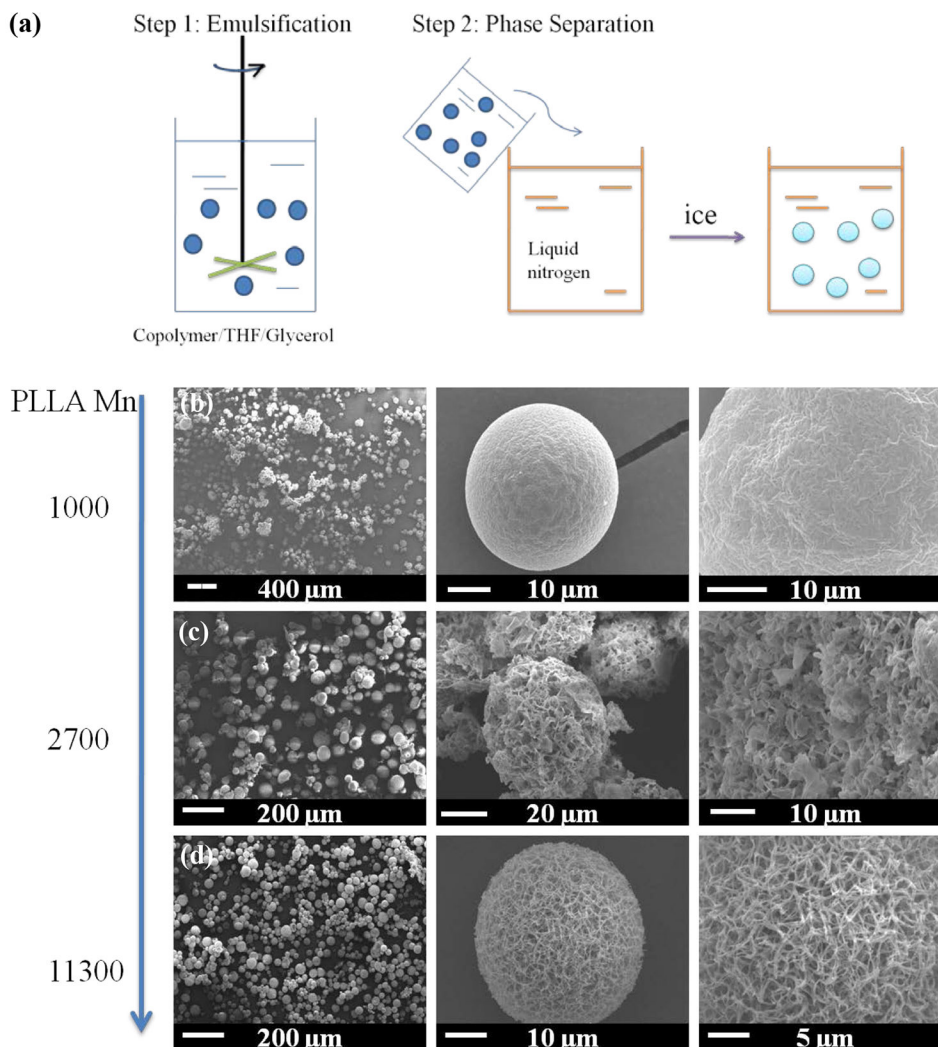 (a)
Step 1: Emulsification
Step 2: Phase Separation
Liquid
nitrogen
ice
Copolymer/THF/Glycerol
PLLA Mn
(b)
1000
400 µm
10 µm
10 µm
(c)
2700
200 µm
20 µm
10 µm
(d)
11300
200 µm
10 µm
5 µm